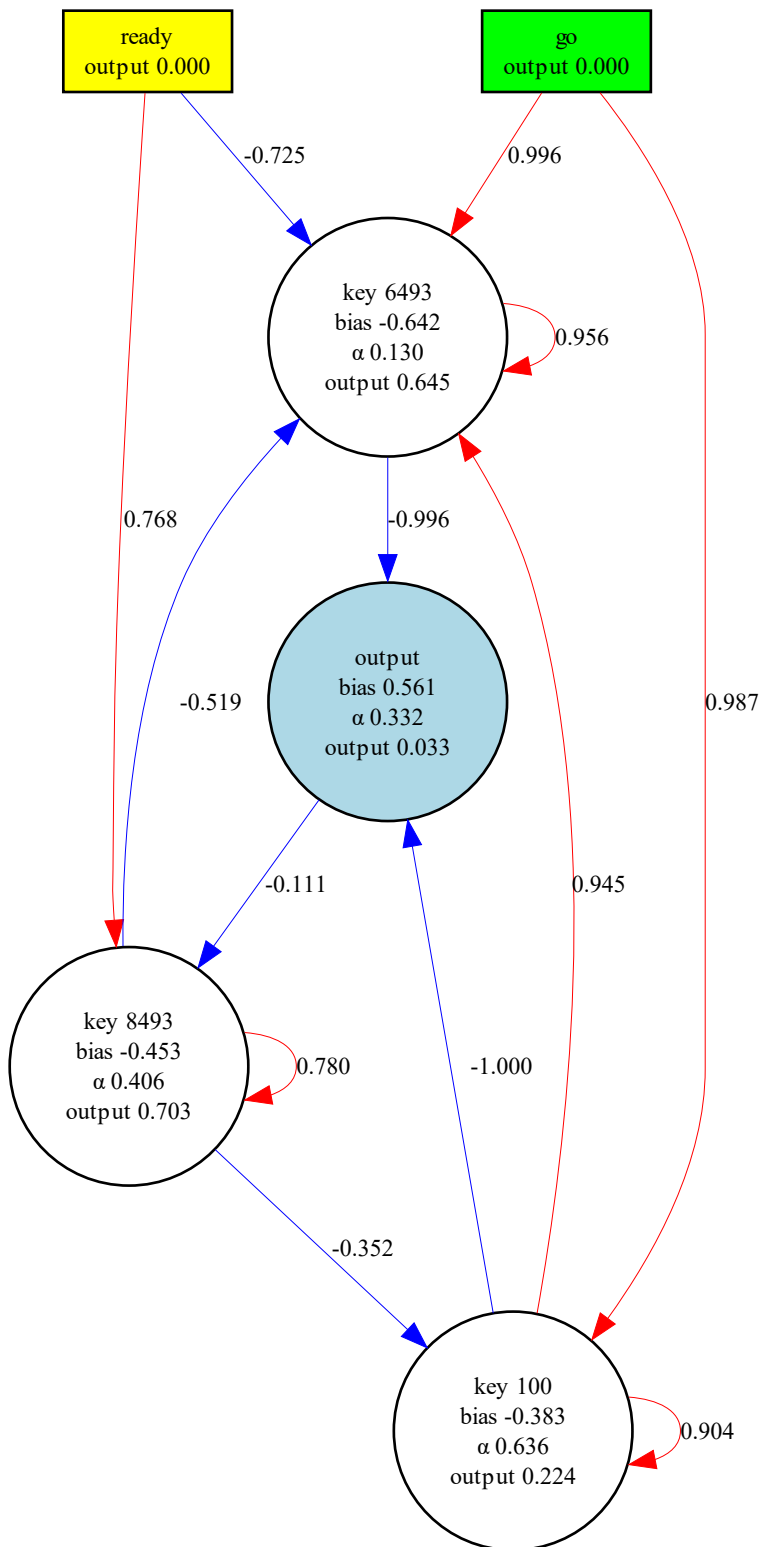 ready
output 0.000
go
output 0.000
-0.725
0.996
key 6493
bias -0.642
α 0.130
output 0.645
0.956
0.768
-0.996
-0.519
output
bias 0.561
α 0.332
output 0.033
0.987
-0.111
0.945
key 8493
bias -0.453
α 0.406
output 0.703
0.780
-1.000
-0.352
key 100
bias -0.383
α 0.636
output 0.224
0.904